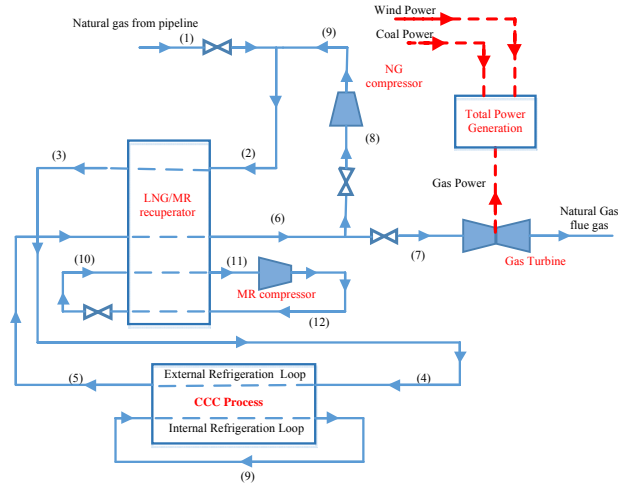 Wind Power
Natural gas from pipeline
(1)
(9)
Coal Power
NG
compressor
Total Power
Generation
(8)
(3)
(2)
LNG/MR
recuperator
Gas Power
(6)
Natural Gas
flue gas
(7)
Gas Turbine
(10)
(11)
MR compressor
(12)
External Refrigeration Loop
(5)
(4)
CCC Process
Internal Refrigeration Loop
(9)